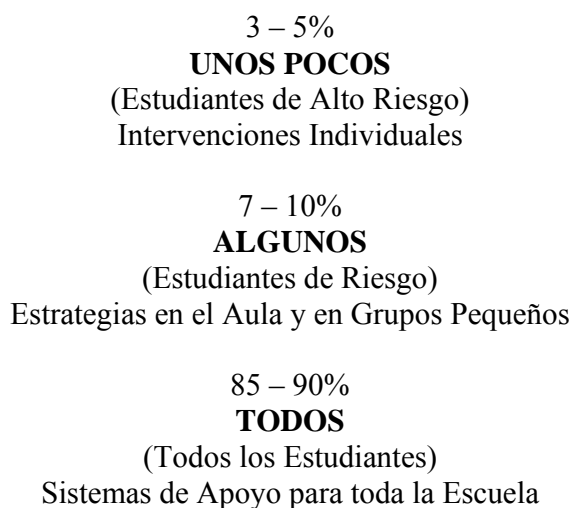 3 – 5%
UNOS POCOS
(Estudiantes de Alto Riesgo)
Intervenciones Individuales
7 – 10%
ALGUNOS
(Estudiantes de Riesgo)
Estrategias en el Aula y en Grupos Pequeños
85 – 90%
TODOS
(Todos los Estudiantes)
Sistemas de Apoyo para toda la Escuela